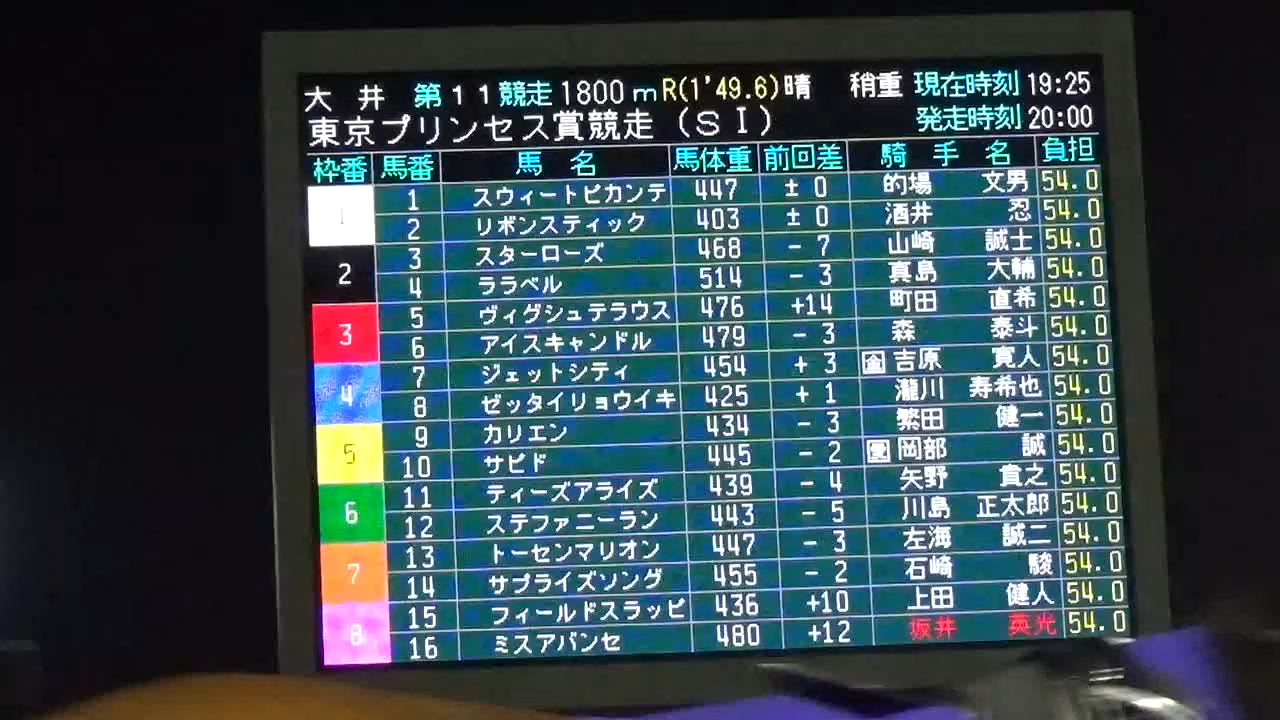 大井 第11競走 1800m R(1'49.6)晴 稍重 現在時刻 19:25
東京プリンセス賞競走 (SⅠ) 発走時刻 20:00
枠番 馬番 馬名 馬体重 前回差 騎手名 負担
1 1 スウィートピカンテ 447 ±0 的場 文男 54.0
2 リボンスティック 403 ±0 酒井 忍 54.0
2 3 スターローズ 468 -7 山崎 誠士 54.0
4 ララベル 514 -3 真島 大輔 54.0
3 5 ヴィグシュテラウス 476 +14 町田 直希 54.0
6 アイスキャンドル 479 -3 森 泰斗 54.0
4 7 ジェットシティ 454 +3 金 吉原 寛人 54.0
8 ゼッタイリョウイキ 425 +1 瀧川 寿希也 54.0
5 9 カリエン 434 -3 繁田 健一 54.0
10 サビド 445 -2 愛 岡部 誠 54.0
6 11 ティーズアライズ 439 -4 矢野 貴之 54.0
12 ステファニーラン 443 -5 川島 正太郎 54.0
7 13 トーセンマリオン 447 -3 左海 誠二 54.0
14 サプライズソング 455 -2 石崎 駿 54.0
8 15 フィールドスラッピ 436 +10 上田 健人 54.0
16 ミスアバンセ 480 +12 坂井 英光 54.0